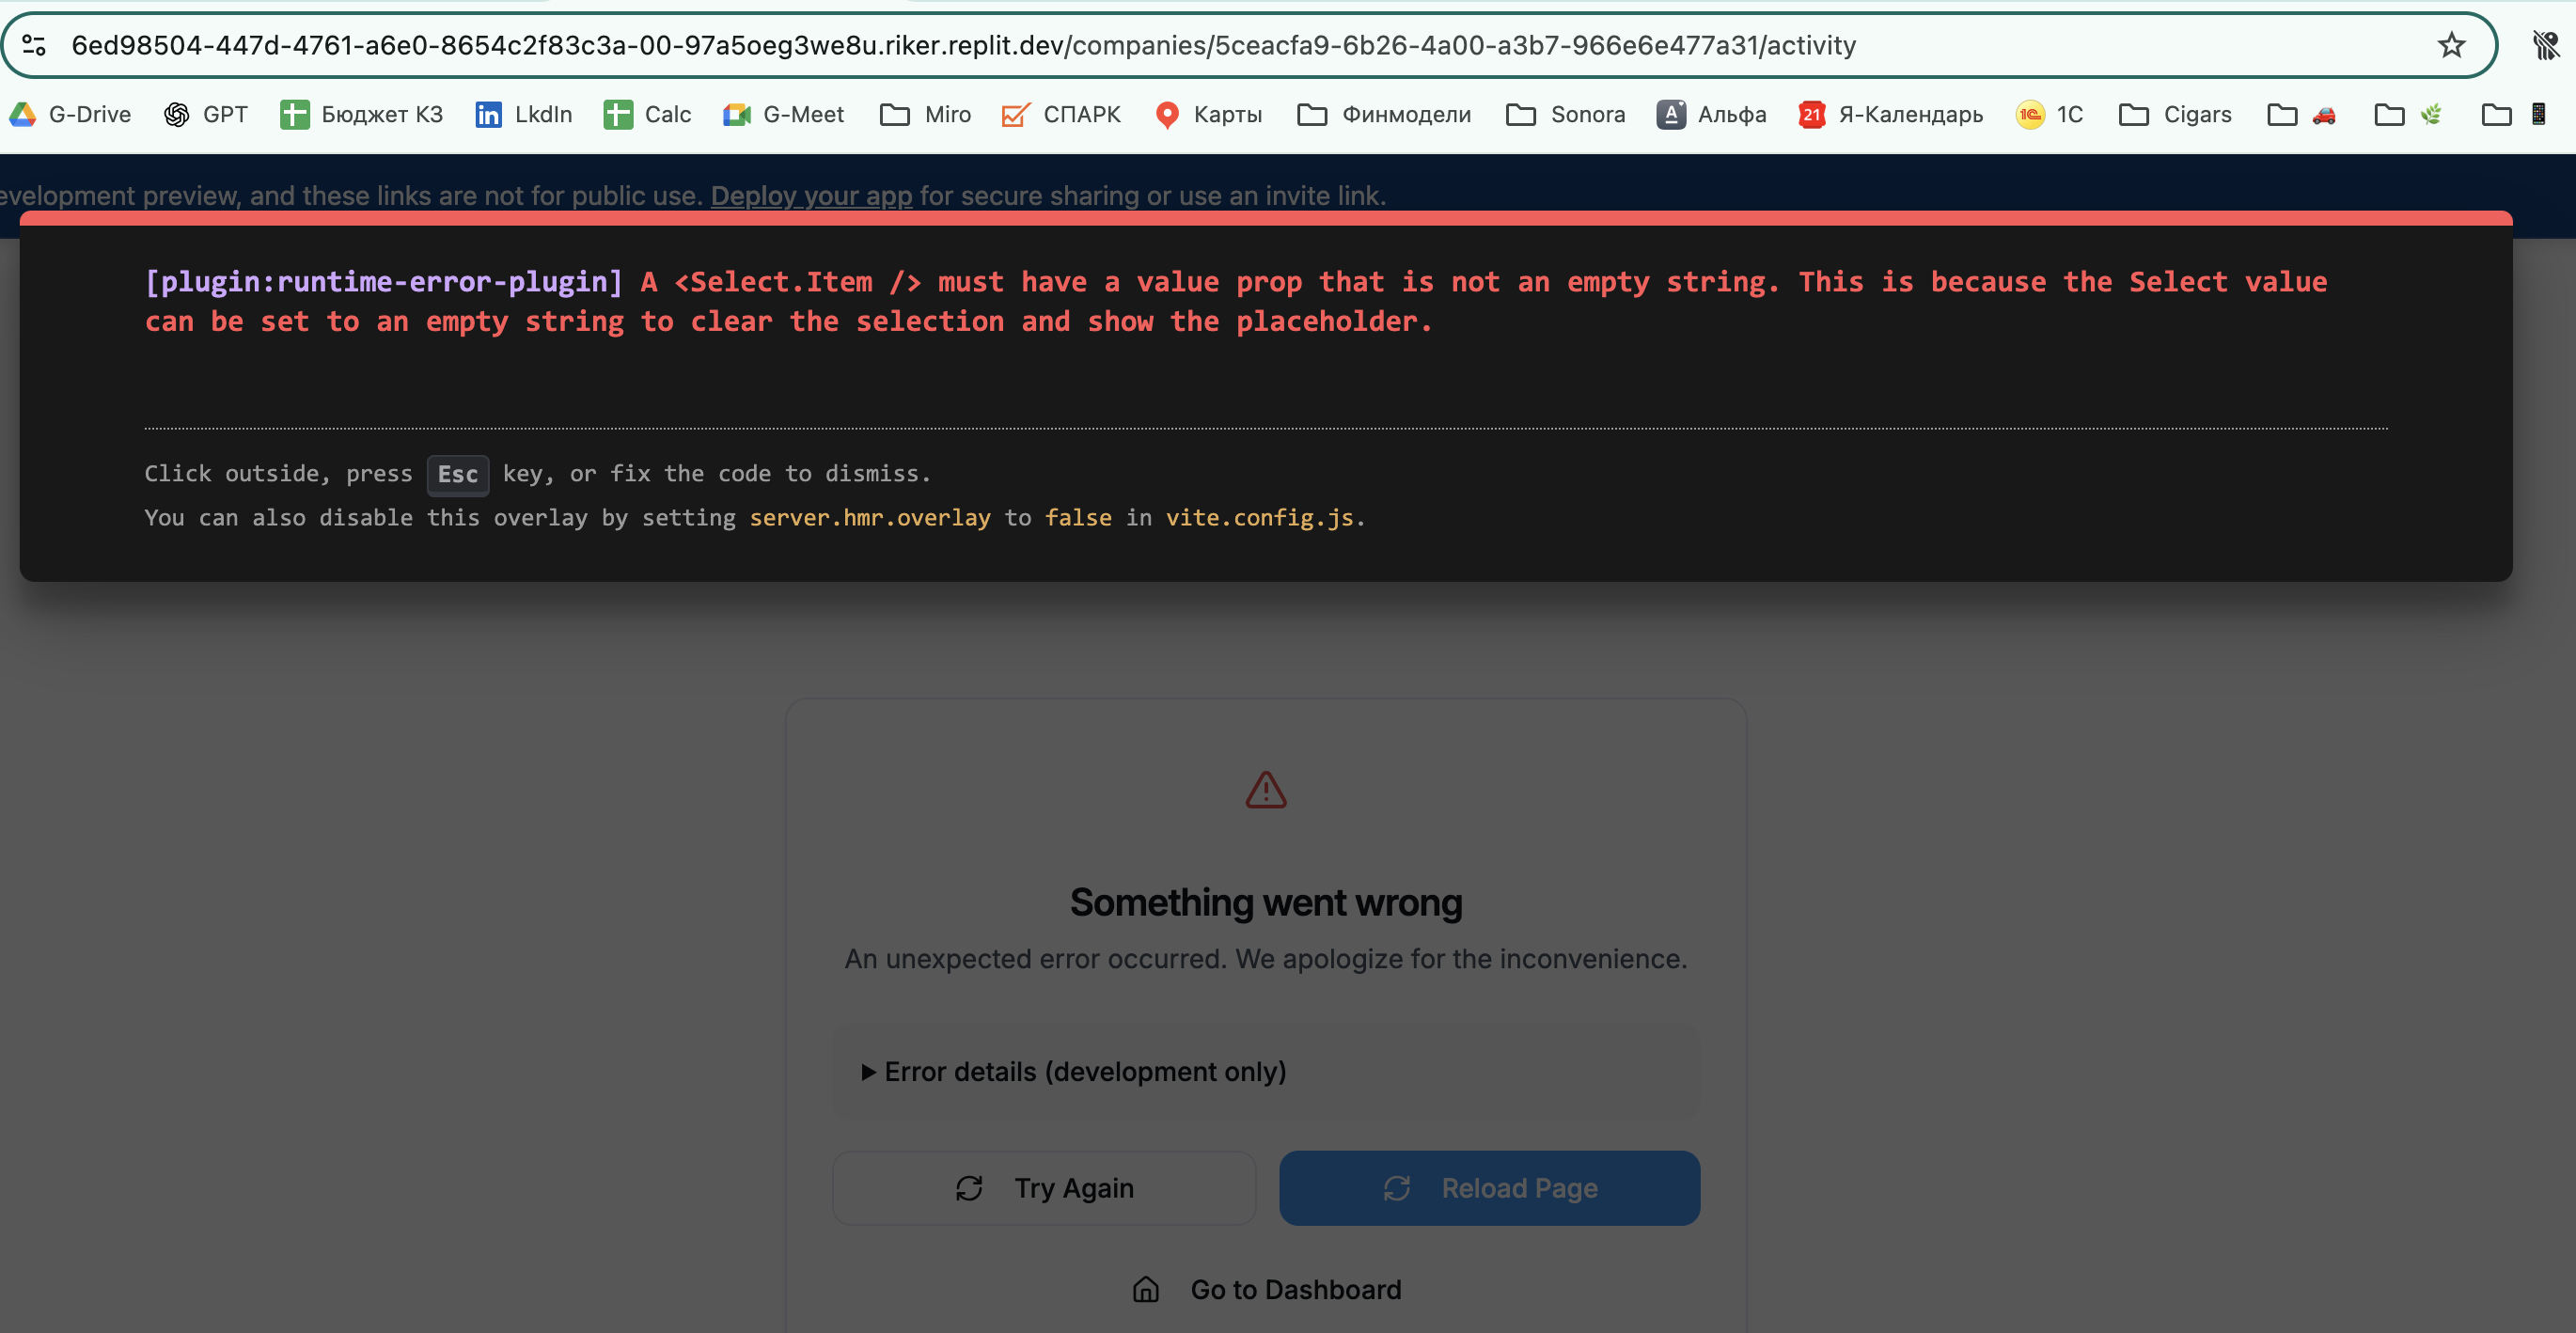 6ed98504-447d-4761-a6e0-8654c2f83c3a-00-97a5oeg3we8u.riker.replit.dev/companies/5ceacfa9-6b26-4a00-a3b7-966e6e477a31/activity
G-Drive GPT Бюджет КЗ LkdIn Calc G-Meet Miro СПАРК Карты Финмодели Sonora Альфа 21 Я-Календарь 1С Cigars
evelopment preview, and these links are not for public use. Deploy your app for secure sharing or use an invite link.
[plugin:runtime-error-plugin] A <Select.Item /> must have a value prop that is not an empty string. This is because the Select value
can be set to an empty string to clear the selection and show the placeholder.
Click outside, press Esc key, or fix the code to dismiss.
You can also disable this overlay by setting server.hmr.overlay to false in vite.config.js.
Something went wrong
An unexpected error occurred. We apologize for the inconvenience.
▶ Error details (development only)
Try Again Reload Page
Go to Dashboard